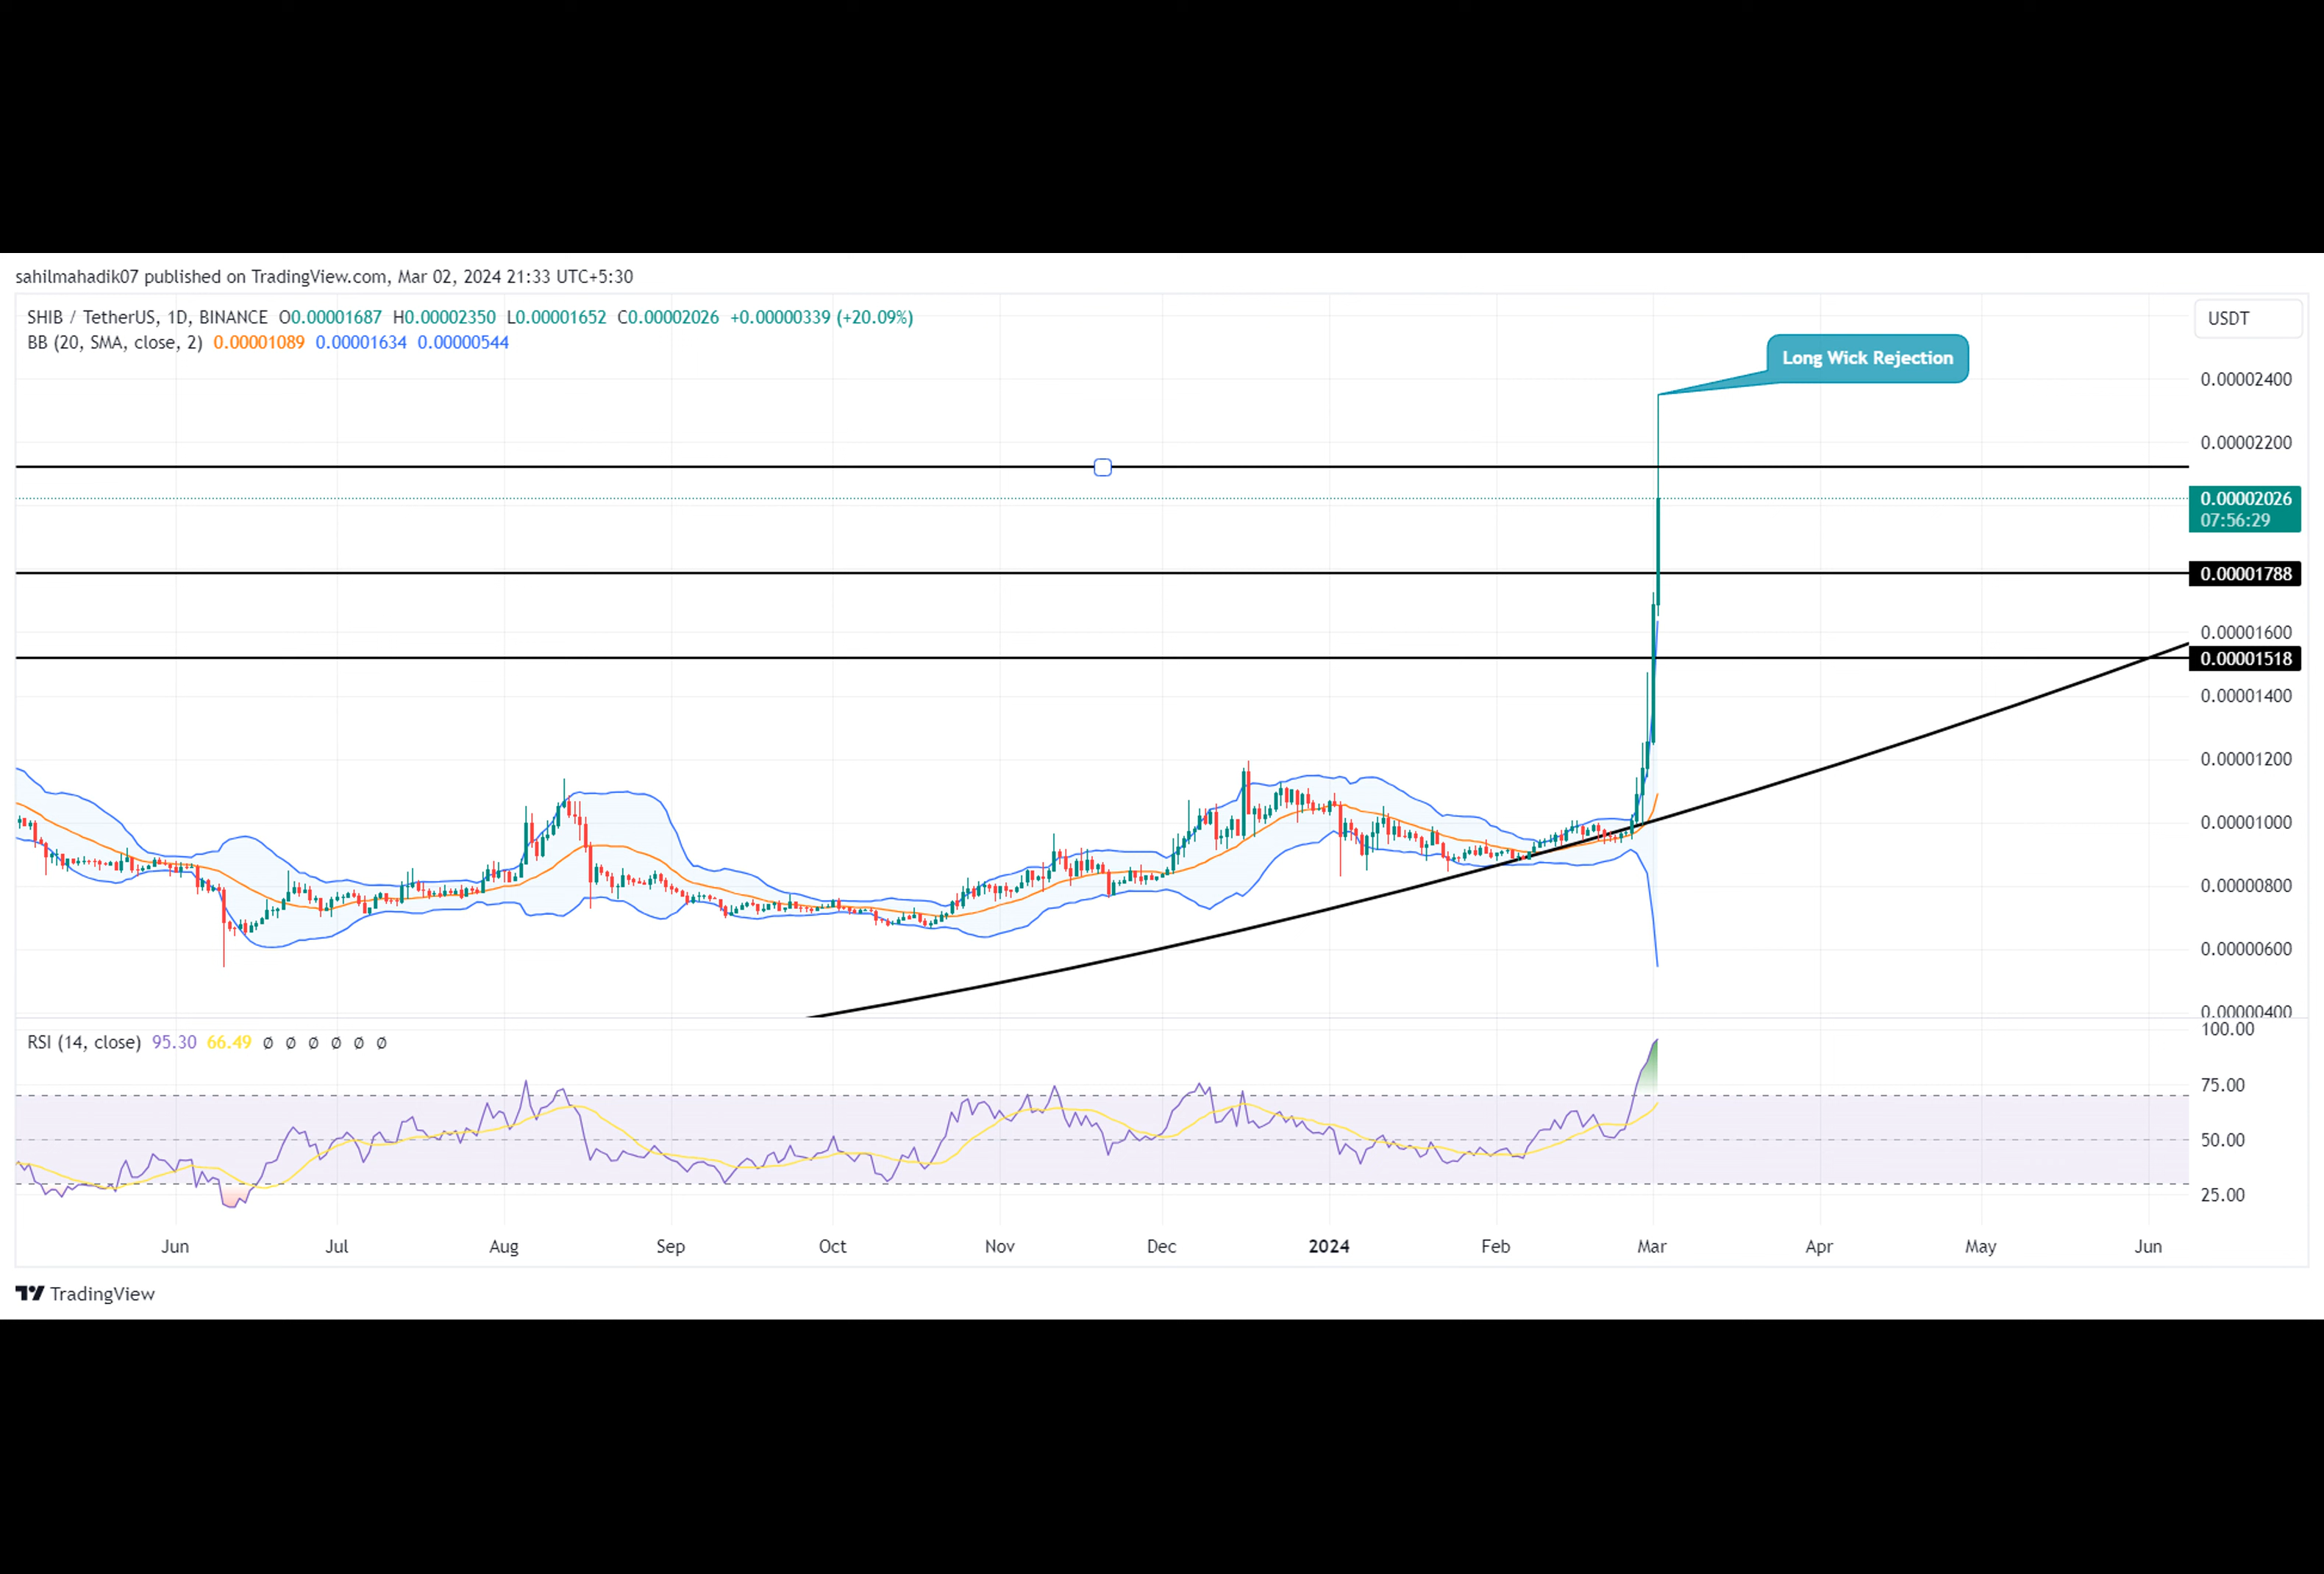 sahilmahadik07 published on TradingView.com, Mar 02, 2024 21:33 UTC+5:30
SHIB / TetherUS, 1D, BINANCE O0.00001687 H0.00002350 L0.00001652 C0.00002026 +0.00000339 (+20.09%)
BB (20, SMA, close, 2) 0.00001089 0.00001634 0.00000544
USDT
Long Wick Rejection
0.00002400
0.00002200
0.00002026
07:56:29
0.00001788
0.00001600
0.00001518
0.00001400
0.00001200
0.00001000
0.00000800
0.00000600
0.00000400
RSI (14, close) 95.30 66.49 ø ø ø ø ø ø
100.00
75.00
50.00
25.00
Jun Jul Aug Sep Oct Nov Dec 2024 Feb Mar Apr May Jun
TradingView